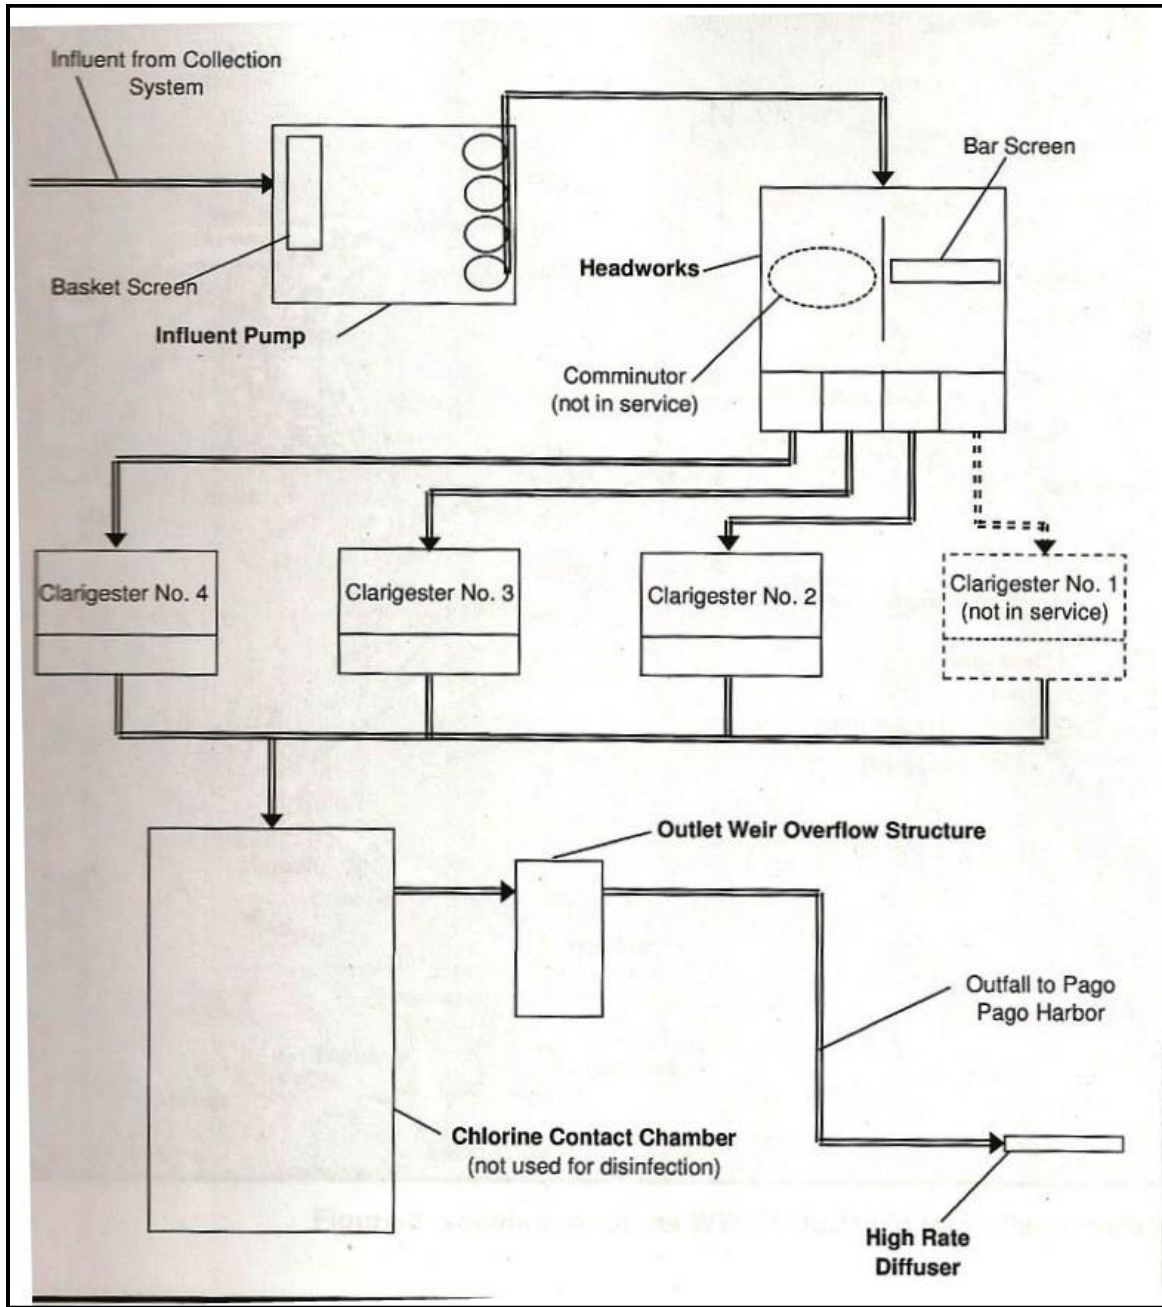 Influent from Collection
System
Bar Screen
Basket Screen
Headworks
Influent Pump
Comminutor
(not in service)
Clarigester No. 4
Clarigester No. 3
Clarigester No. 2
Clarigester No. 1
(not in service)
Outlet Weir Overflow Structure
Outfall to Pago
Pago Harbor
Chlorine Contact Chamber
(not used for disinfection)
High Rate
Diffuser